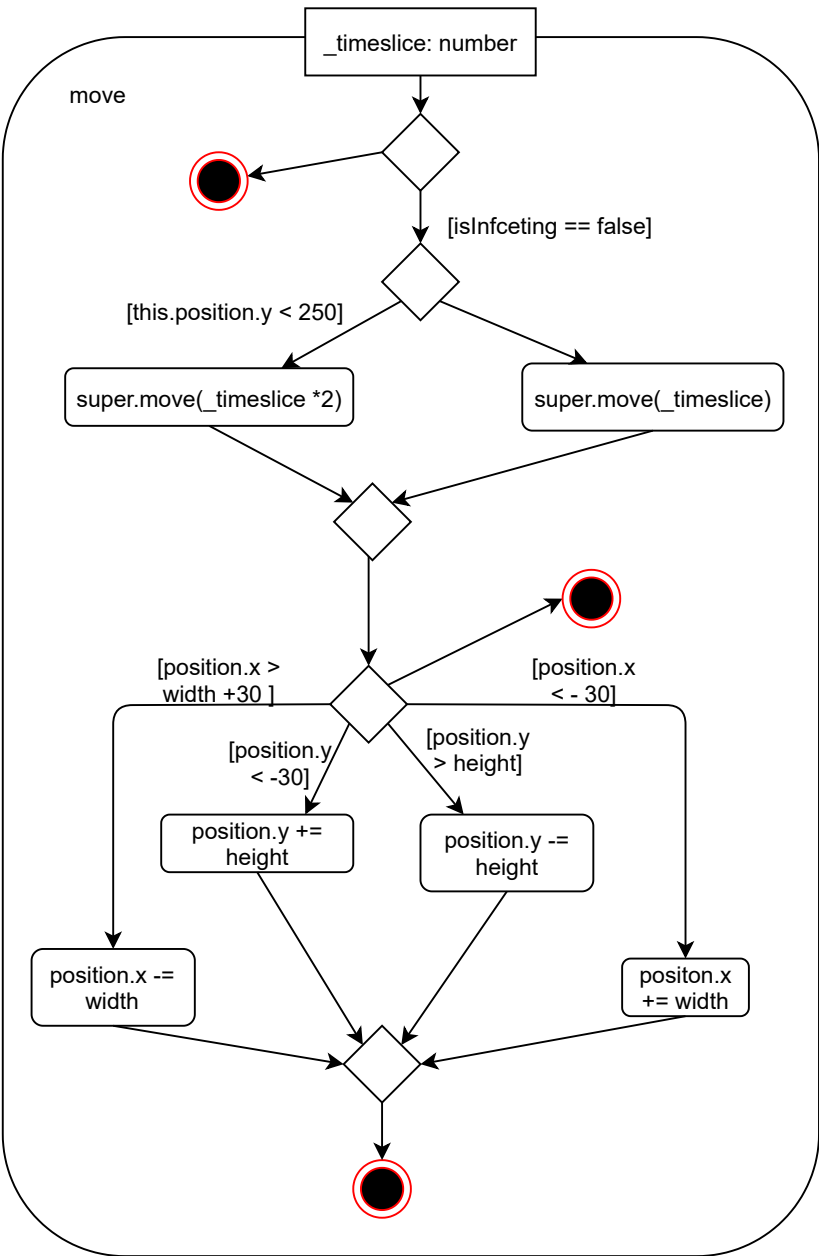 _timeslice: number
move
[isInfceting == false]
[this.position.y < 250]
super.move(_timeslice *2)
super.move(_timeslice)
[position.x >
width +30 ]
[position.x
< - 30]
[position.y
< -30]
[position.y
> height]
position.y +=
height
position.y -=
height
position.x -=
width
positon.x
+= width